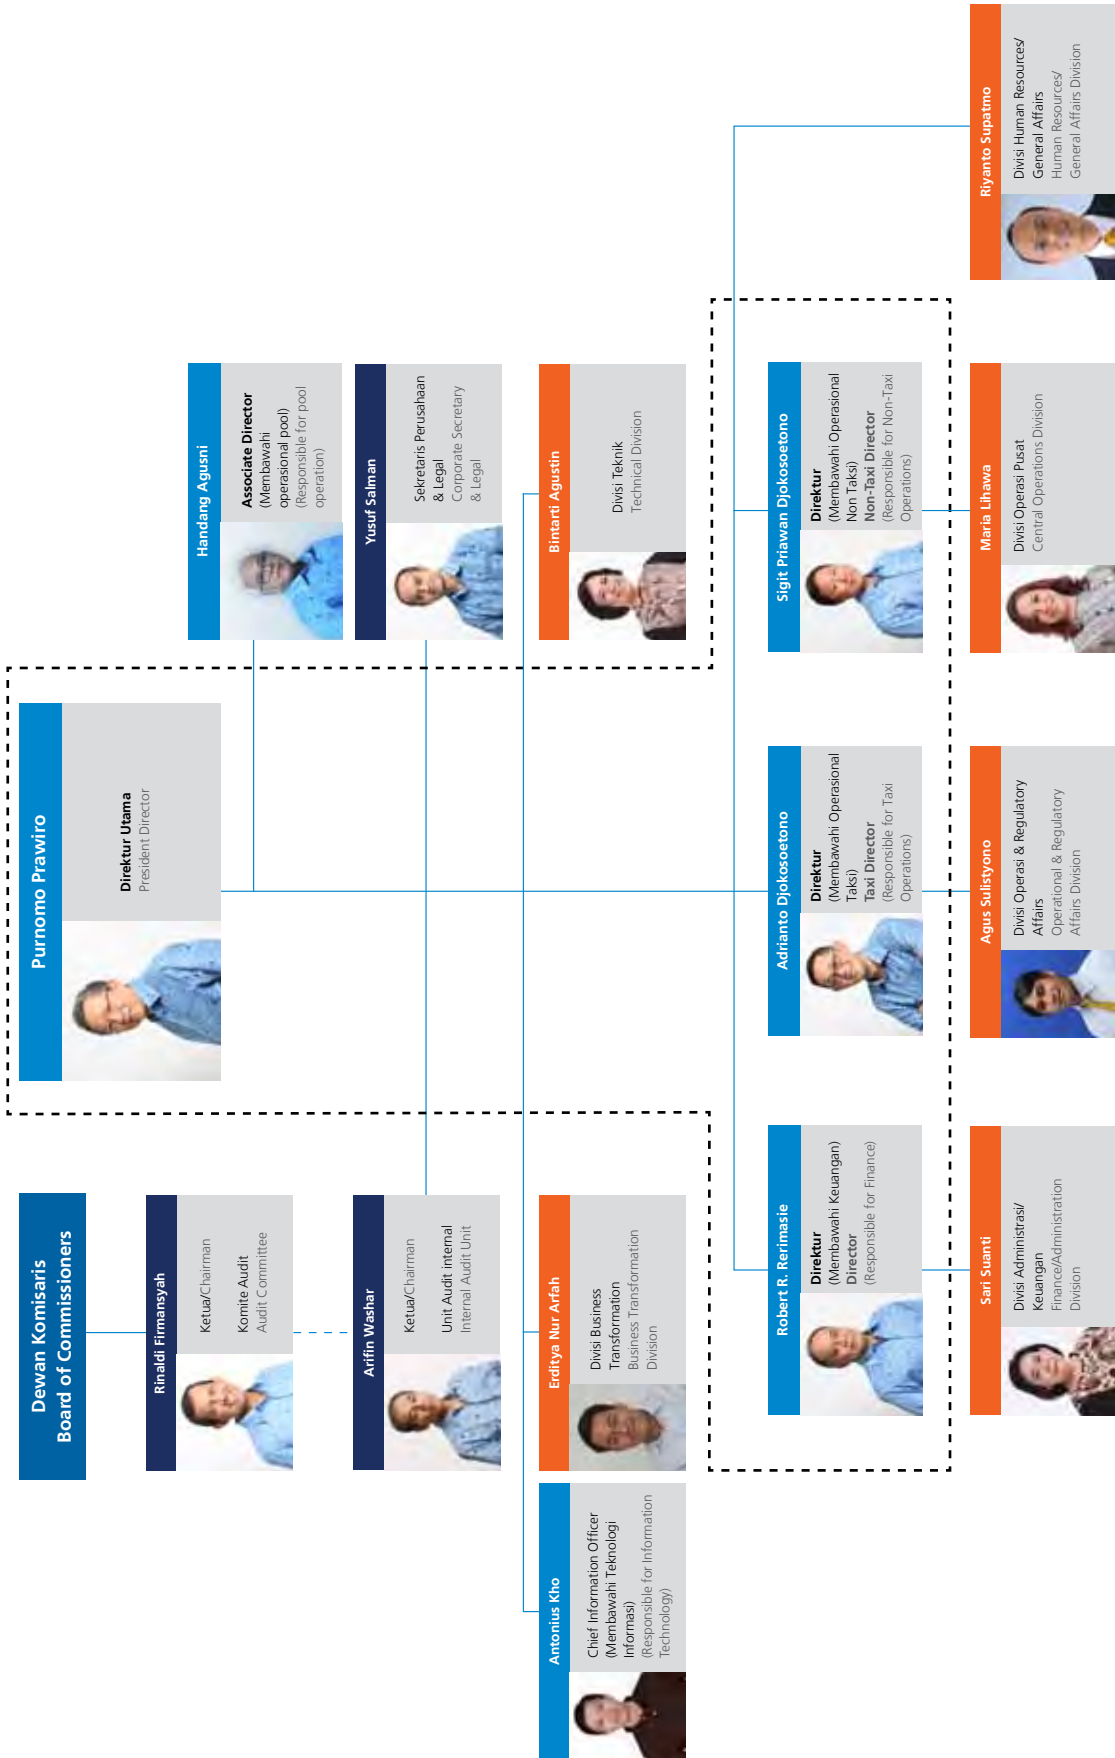 Dewan Komisaris
Board of Commissioners
Purnomo Prawiro
Direktur Utama
President Director
Rinaldi Firmansyah
Ketua/Chairman
Komite Audit
Audit Committee
Handang Agusni
Associate Director
(Membawahi
operasional pool)
(Responsible for pool
operation)
Arifin Washar
Ketua/Chairman
Unit Audit internal
Internal Audit Unit
Yusuf Salman
Sekretaris Perusahaan
& Legal
Corporate Secretary
& Legal
Antonius Kho
Chief Information Officer
(Membawahi Teknologi
Informasi)
(Responsible for Information
Technology)
Erditya Nur Arfah
Divisi Business
Transformation
Business Transformation
Division
Bintarti Agustin
Divisi Teknik
Technical Division
Robert R. Rerimasie
Direktur
(Membawahi Keuangan)
Director
(Responsible for Finance)
Adrianto Djokosoetono
Direktur
(Membawahi Operasional
Taksi)
Taxi Director
(Responsible for Taxi
Operations)
Sigit Priawan Djokosoetono
Direktur
(Membawahi Operasional
Non Taksi)
Non-Taxi Director
(Responsible for Non-Taxi
Operations)
Sari Suanti
Divisi Administrasi/
Keuangan
Finance/Administration
Division
Agus Sulistyono
Divisi Operasi & Regulatory
Affairs
Operational & Regulatory
Affairs Division
Maria Lihawa
Divisi Operasi Pusat
Central Operations Division
Riyanto Supatmo
Divisi Human Resources/
General Affairs
Human Resources/
General Affairs Division